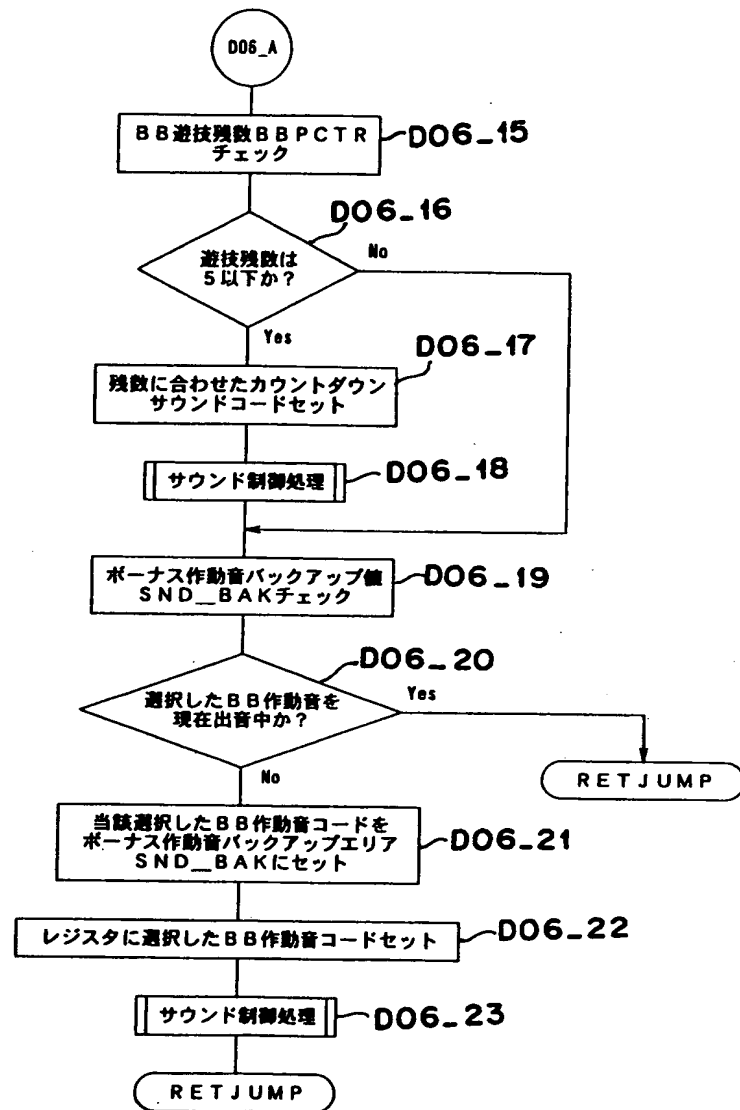 D06_A
BB遊技残数BBPCTR
チェック
D06_15
D06_16
遊技残数は
5以下か?
No
Yes
D06_17
残数に合わせたカウントダウン
サウンドコードセット
サウンド制御処理
D06_18
ボーナス作動音バックアップ値
SND__BAKチェック
D06_19
D06_20
選択したBB作動音を
現在出音中か?
Yes
No
RETJUMP
当該選択したBB作動音コードを
ボーナス作動音バックアップエリア
SND__BAKにセット
D06_21
レジスタに選択したBB作動音コードセット
D06_22
サウンド制御処理
D06_23
RETJUMP